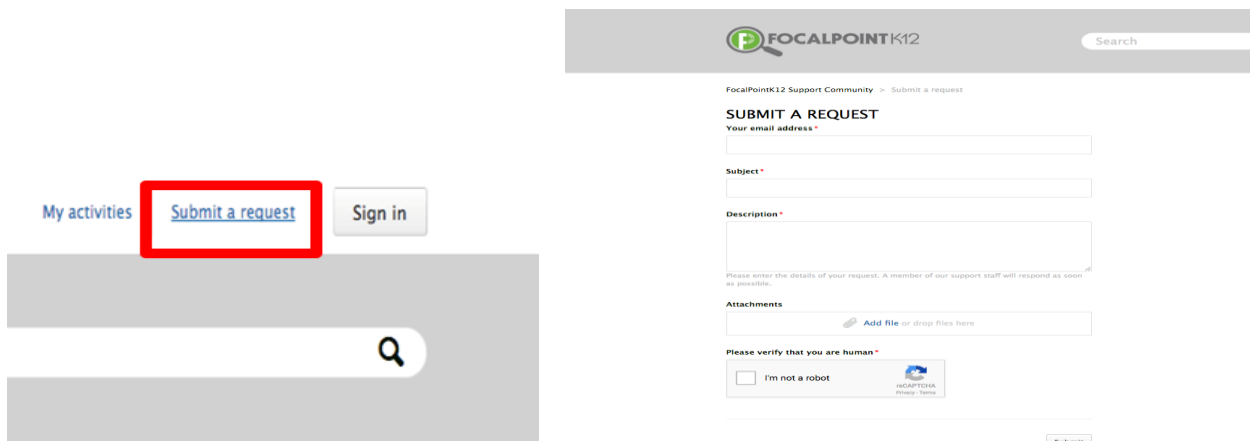 My activities
Submit a request
Sign in
FOCALPOINT K12
Search
FocalPointK12 Support Community > Submit a request
SUBMIT A REQUEST
Your email address *
Subject *
Description *
Please enter the details of your request. A member of our support staff will respond as soon
as possible.
Attachments
Add file or drop files here
Please verify that you are human *
I'm not a robot
reCAPTCHA
Privacy - Terms